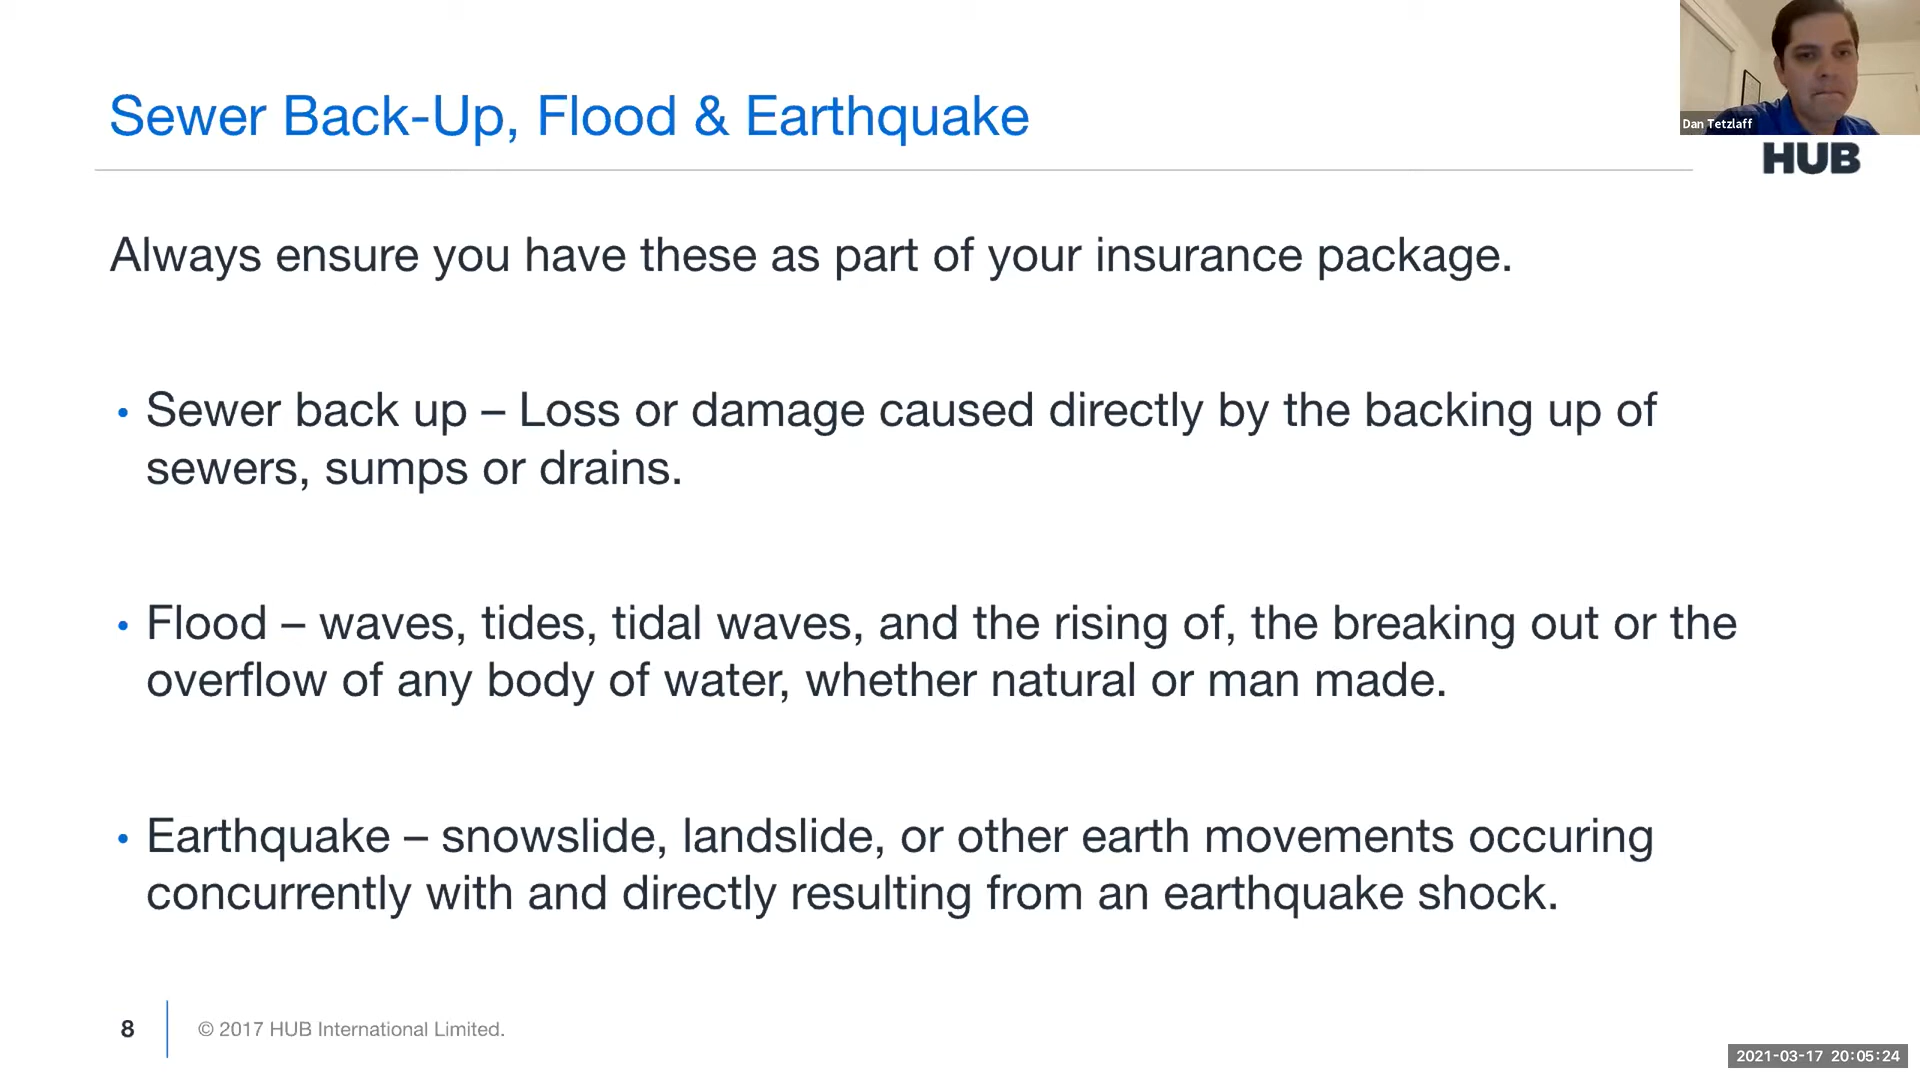 Sewer Back-Up, Flood & Earthquake
Dan Tetzlaff
HUB
Always ensure you have these as part of your insurance package.
• Sewer back up – Loss or damage caused directly by the backing up of
sewers, sumps or drains.
• Flood – waves, tides, tidal waves, and the rising of, the breaking out or the
overflow of any body of water, whether natural or man made.
• Earthquake – snowslide, landslide, or other earth movements occuring
concurrently with and directly resulting from an earthquake shock.
8
© 2017 HUB International Limited.
2021-03-17 20:05:24